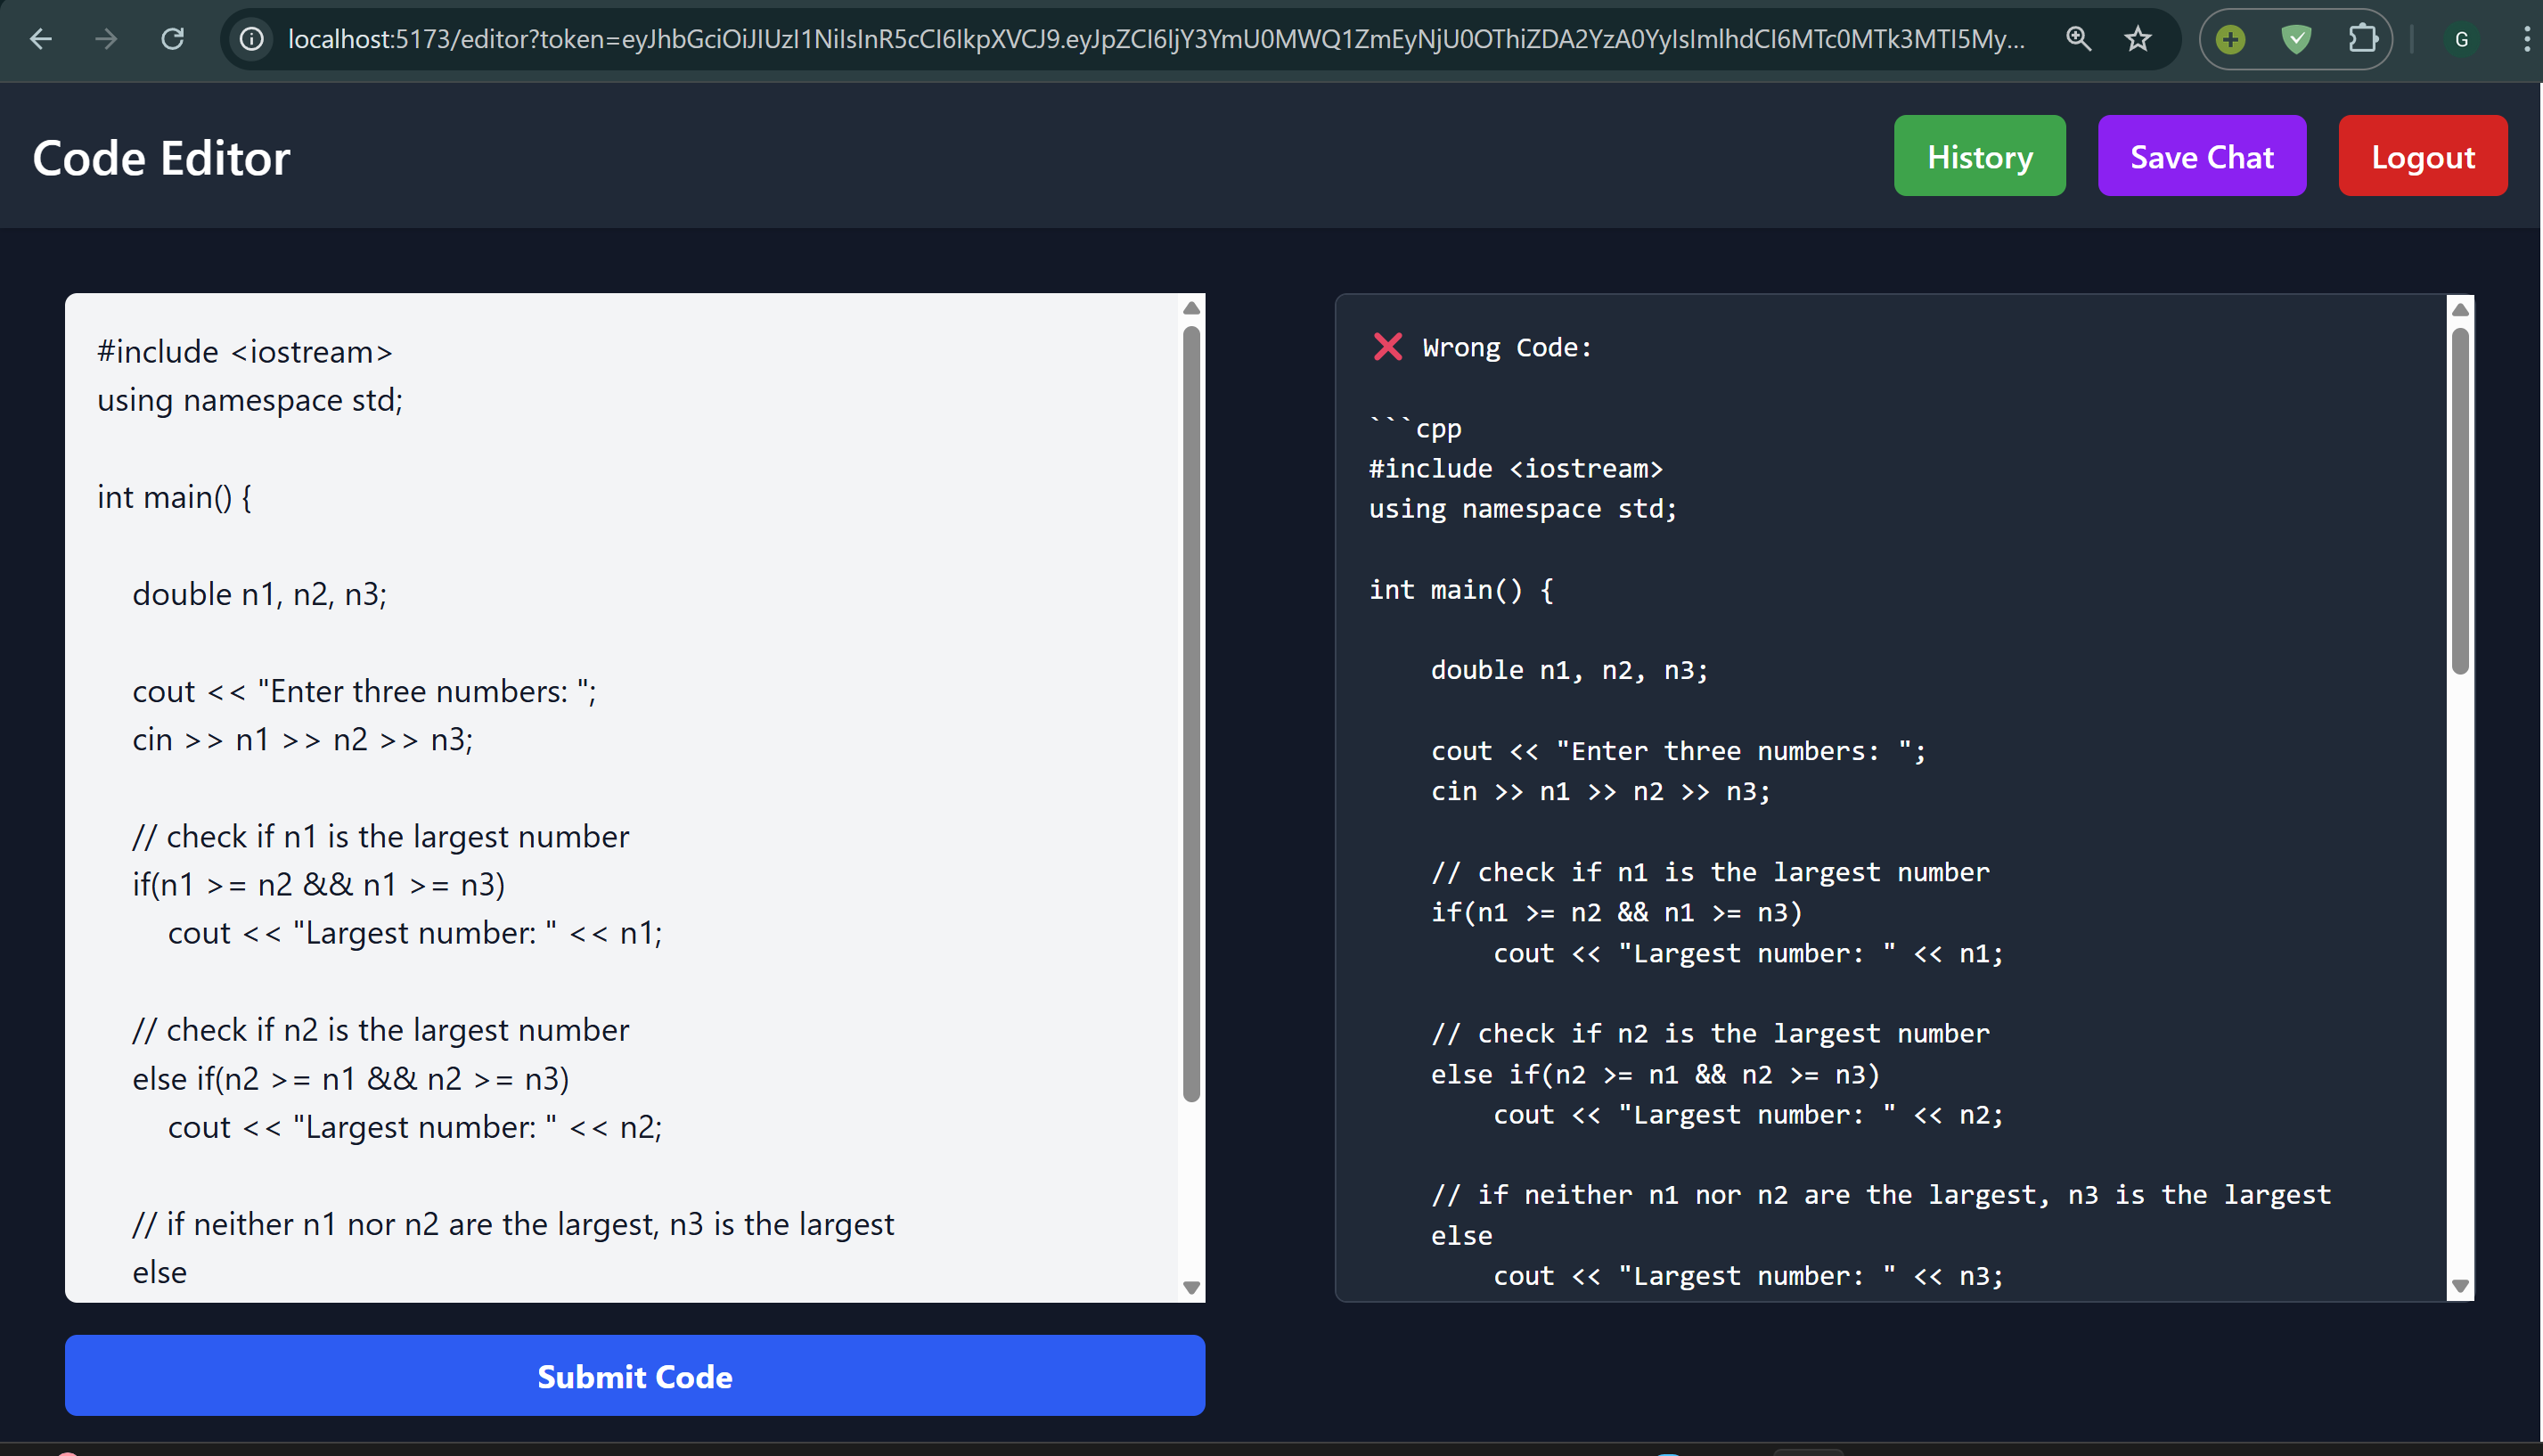 localhost:5173/editor?token=eyJhbGciOiJIUzI1NiIsInR5cCI6IkpXVCJ9.eyJpZCI6IjY3YmU0MWQ1ZmEyNjU0OThiZDA2YzA0YyIsImlhdCI6MTc0MTk3MTI5My...
G
Code Editor
History
Save Chat
Logout
#include <iostream>
using namespace std;
int main() {
double n1, n2, n3;
cout << "Enter three numbers: ";
cin >> n1 >> n2 >> n3;
// check if n1 is the largest number
if(n1 >= n2 && n1 >= n3)
cout << "Largest number: " << n1;
// check if n2 is the largest number
else if(n2 >= n1 && n2 >= n3)
cout << "Largest number: " << n2;
// if neither n1 nor n2 are the largest, n3 is the largest
else
Submit Code
❌ Wrong Code:
```cpp
#include <iostream>
using namespace std;
int main() {
double n1, n2, n3;
cout << "Enter three numbers: ";
cin >> n1 >> n2 >> n3;
// check if n1 is the largest number
if(n1 >= n2 && n1 >= n3)
cout << "Largest number: " << n1;
// check if n2 is the largest number
else if(n2 >= n1 && n2 >= n3)
cout << "Largest number: " << n2;
// if neither n1 nor n2 are the largest, n3 is the largest
else
cout << "Largest number: " << n3;